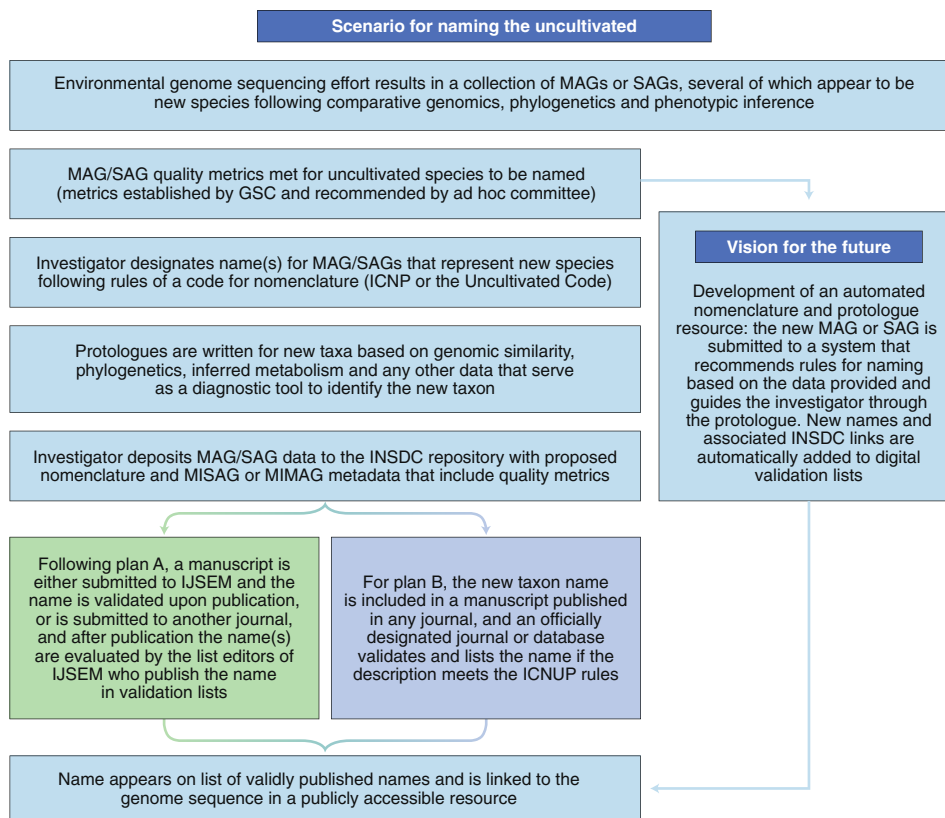 Scenario for naming the uncultivated
Environmental genome sequencing effort results in a collection of MAGs or SAGs, several of which appear to be
new species following comparative genomics, phylogenetics and phenotypic inference
MAG/SAG quality metrics met for uncultivated species to be named
(metrics established by GSC and recommended by ad hoc committee)
Investigator designates name(s) for MAG/SAGs that represent new species
following rules of a code for nomenclature (ICNP or the Uncultivated Code)
Protologues are written for new taxa based on genomic similarity,
phylogenetics, inferred metabolism and any other data that serve
as a diagnostic tool to identify the new taxon
Investigator deposits MAG/SAG data to the INSDC repository with proposed
nomenclature and MISAG or MIMAG metadata that include quality metrics
Vision for the future
Development of an automated
nomenclature and protologue
resource: the new MAG or SAG is
submitted to a system that
recommends rules for naming
based on the data provided and
guides the investigator through
the protologue. New names and
associated INSDC links are
automatically added to digital
validation lists
Following plan A, a manuscript is
either submitted to IJSEM and the
name is validated upon publication,
or is submitted to another journal,
and after publication the name(s)
are evaluated by the list editors of
IJSEM who publish the name
in validation lists
For plan B, the new taxon name
is included in a manuscript published
in any journal, and an officially
designated journal or database
validates and lists the name if the
description meets the ICNUP rules
Name appears on list of validly published names and is linked to the
genome sequence in a publicly accessible resource